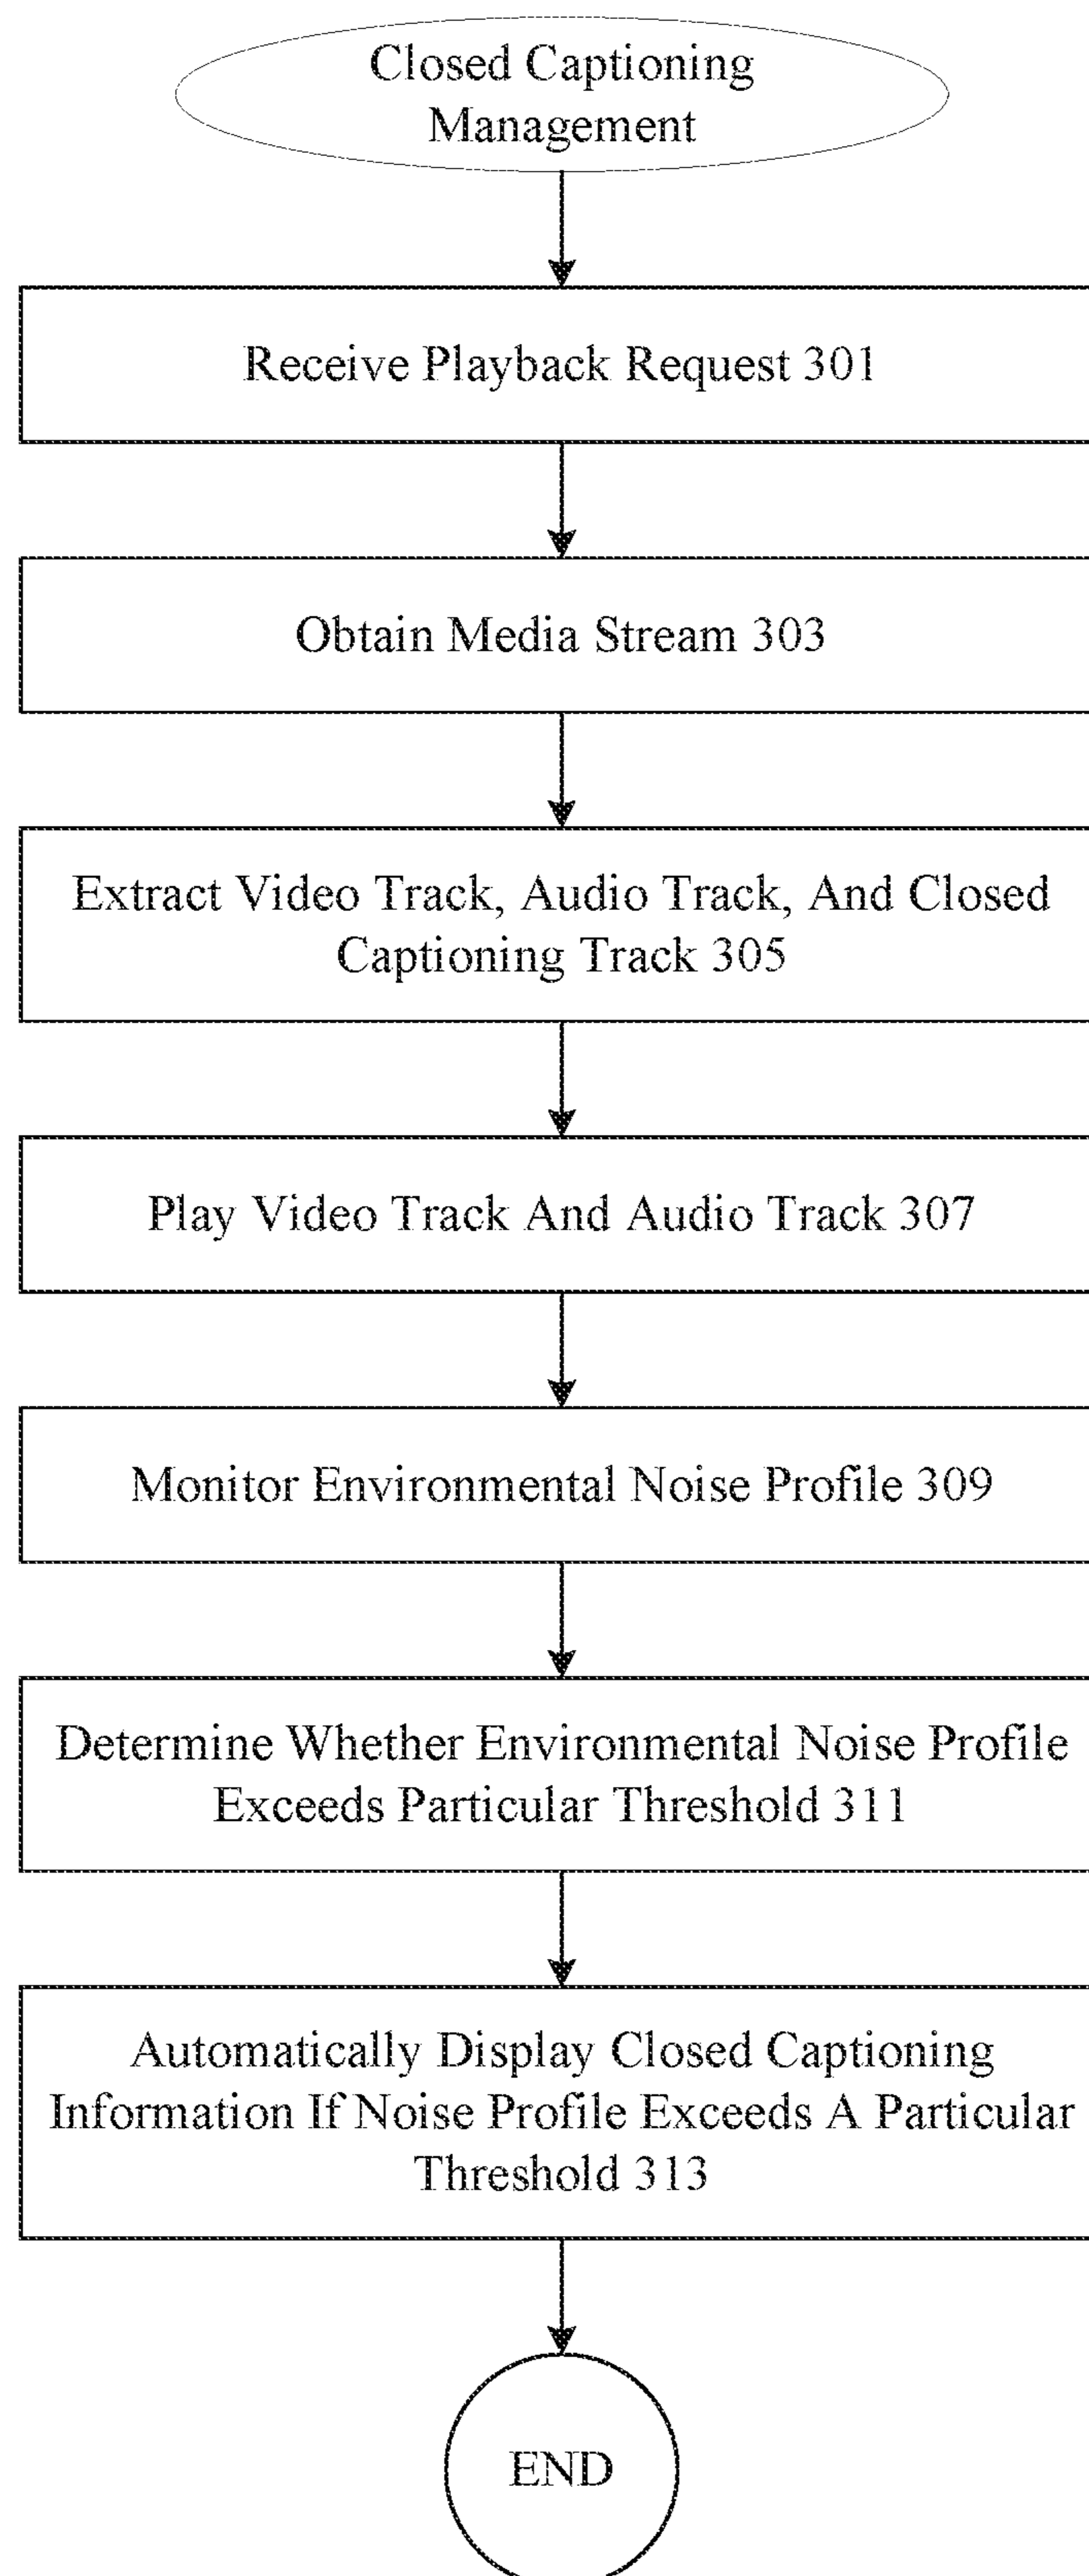 Closed Captioning
Management
Receive Playback Request 301
Obtain Media Stream 303
Extract Video Track, Audio Track, And Closed
Captioning Track 305
Play Video Track And Audio Track 307
Monitor Environmental Noise Profile 309
Determine Whether Environmental Noise Profile
Exceeds Particular Threshold 311
Automatically Display Closed Captioning
Information If Noise Profile Exceeds A Particular
Threshold 313
END